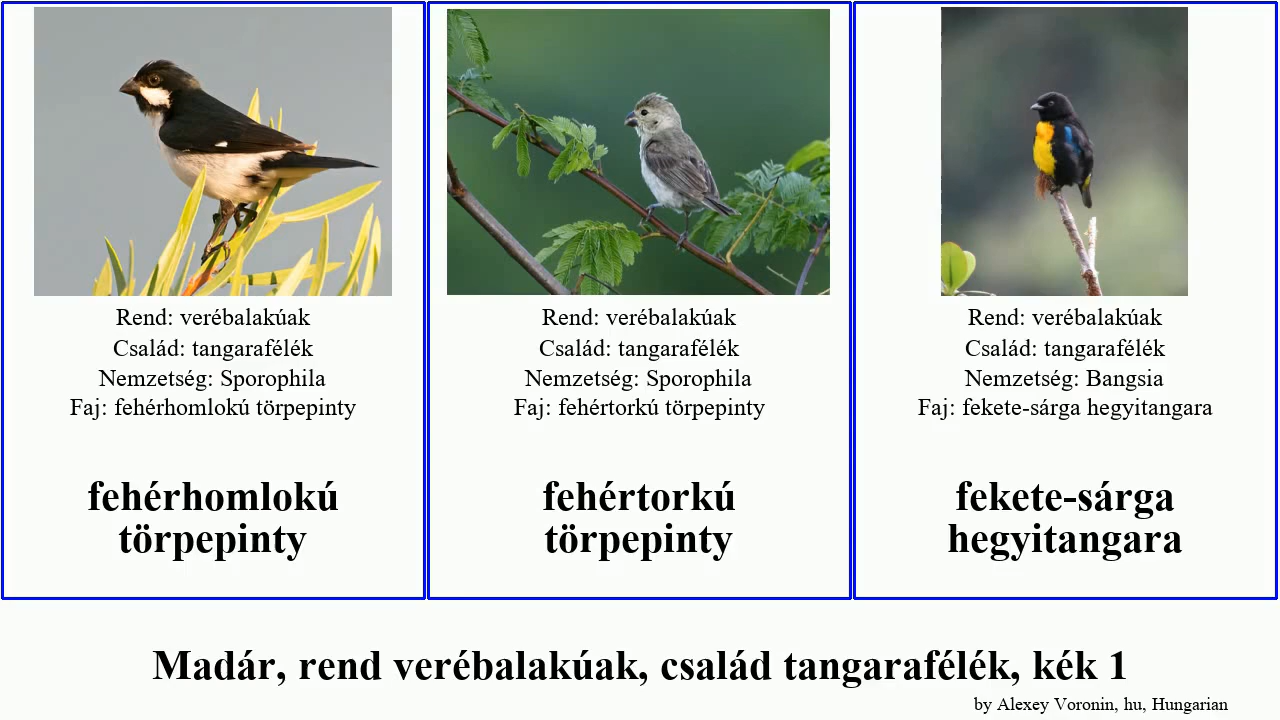 Rend: verébalakúak
Család: tangarafélék
Nemzetség: Sporophila
Faj: fehérhomlokú törpepinty
fehérhomlokú
törpepinty
Rend: verébalakúak
Család: tangarafélék
Nemzetség: Sporophila
Faj: fehértorkú törpepinty
fehértorkú
törpepinty
Rend: verébalakúak
Család: tangarafélék
Nemzetség: Bangsia
Faj: fekete-sárga hegyitangara
fekete-sárga
hegyitangara
Madár, rend verébalakúak, család tangarafélék, kék 1
by Alexey Voronin, hu, Hungarian